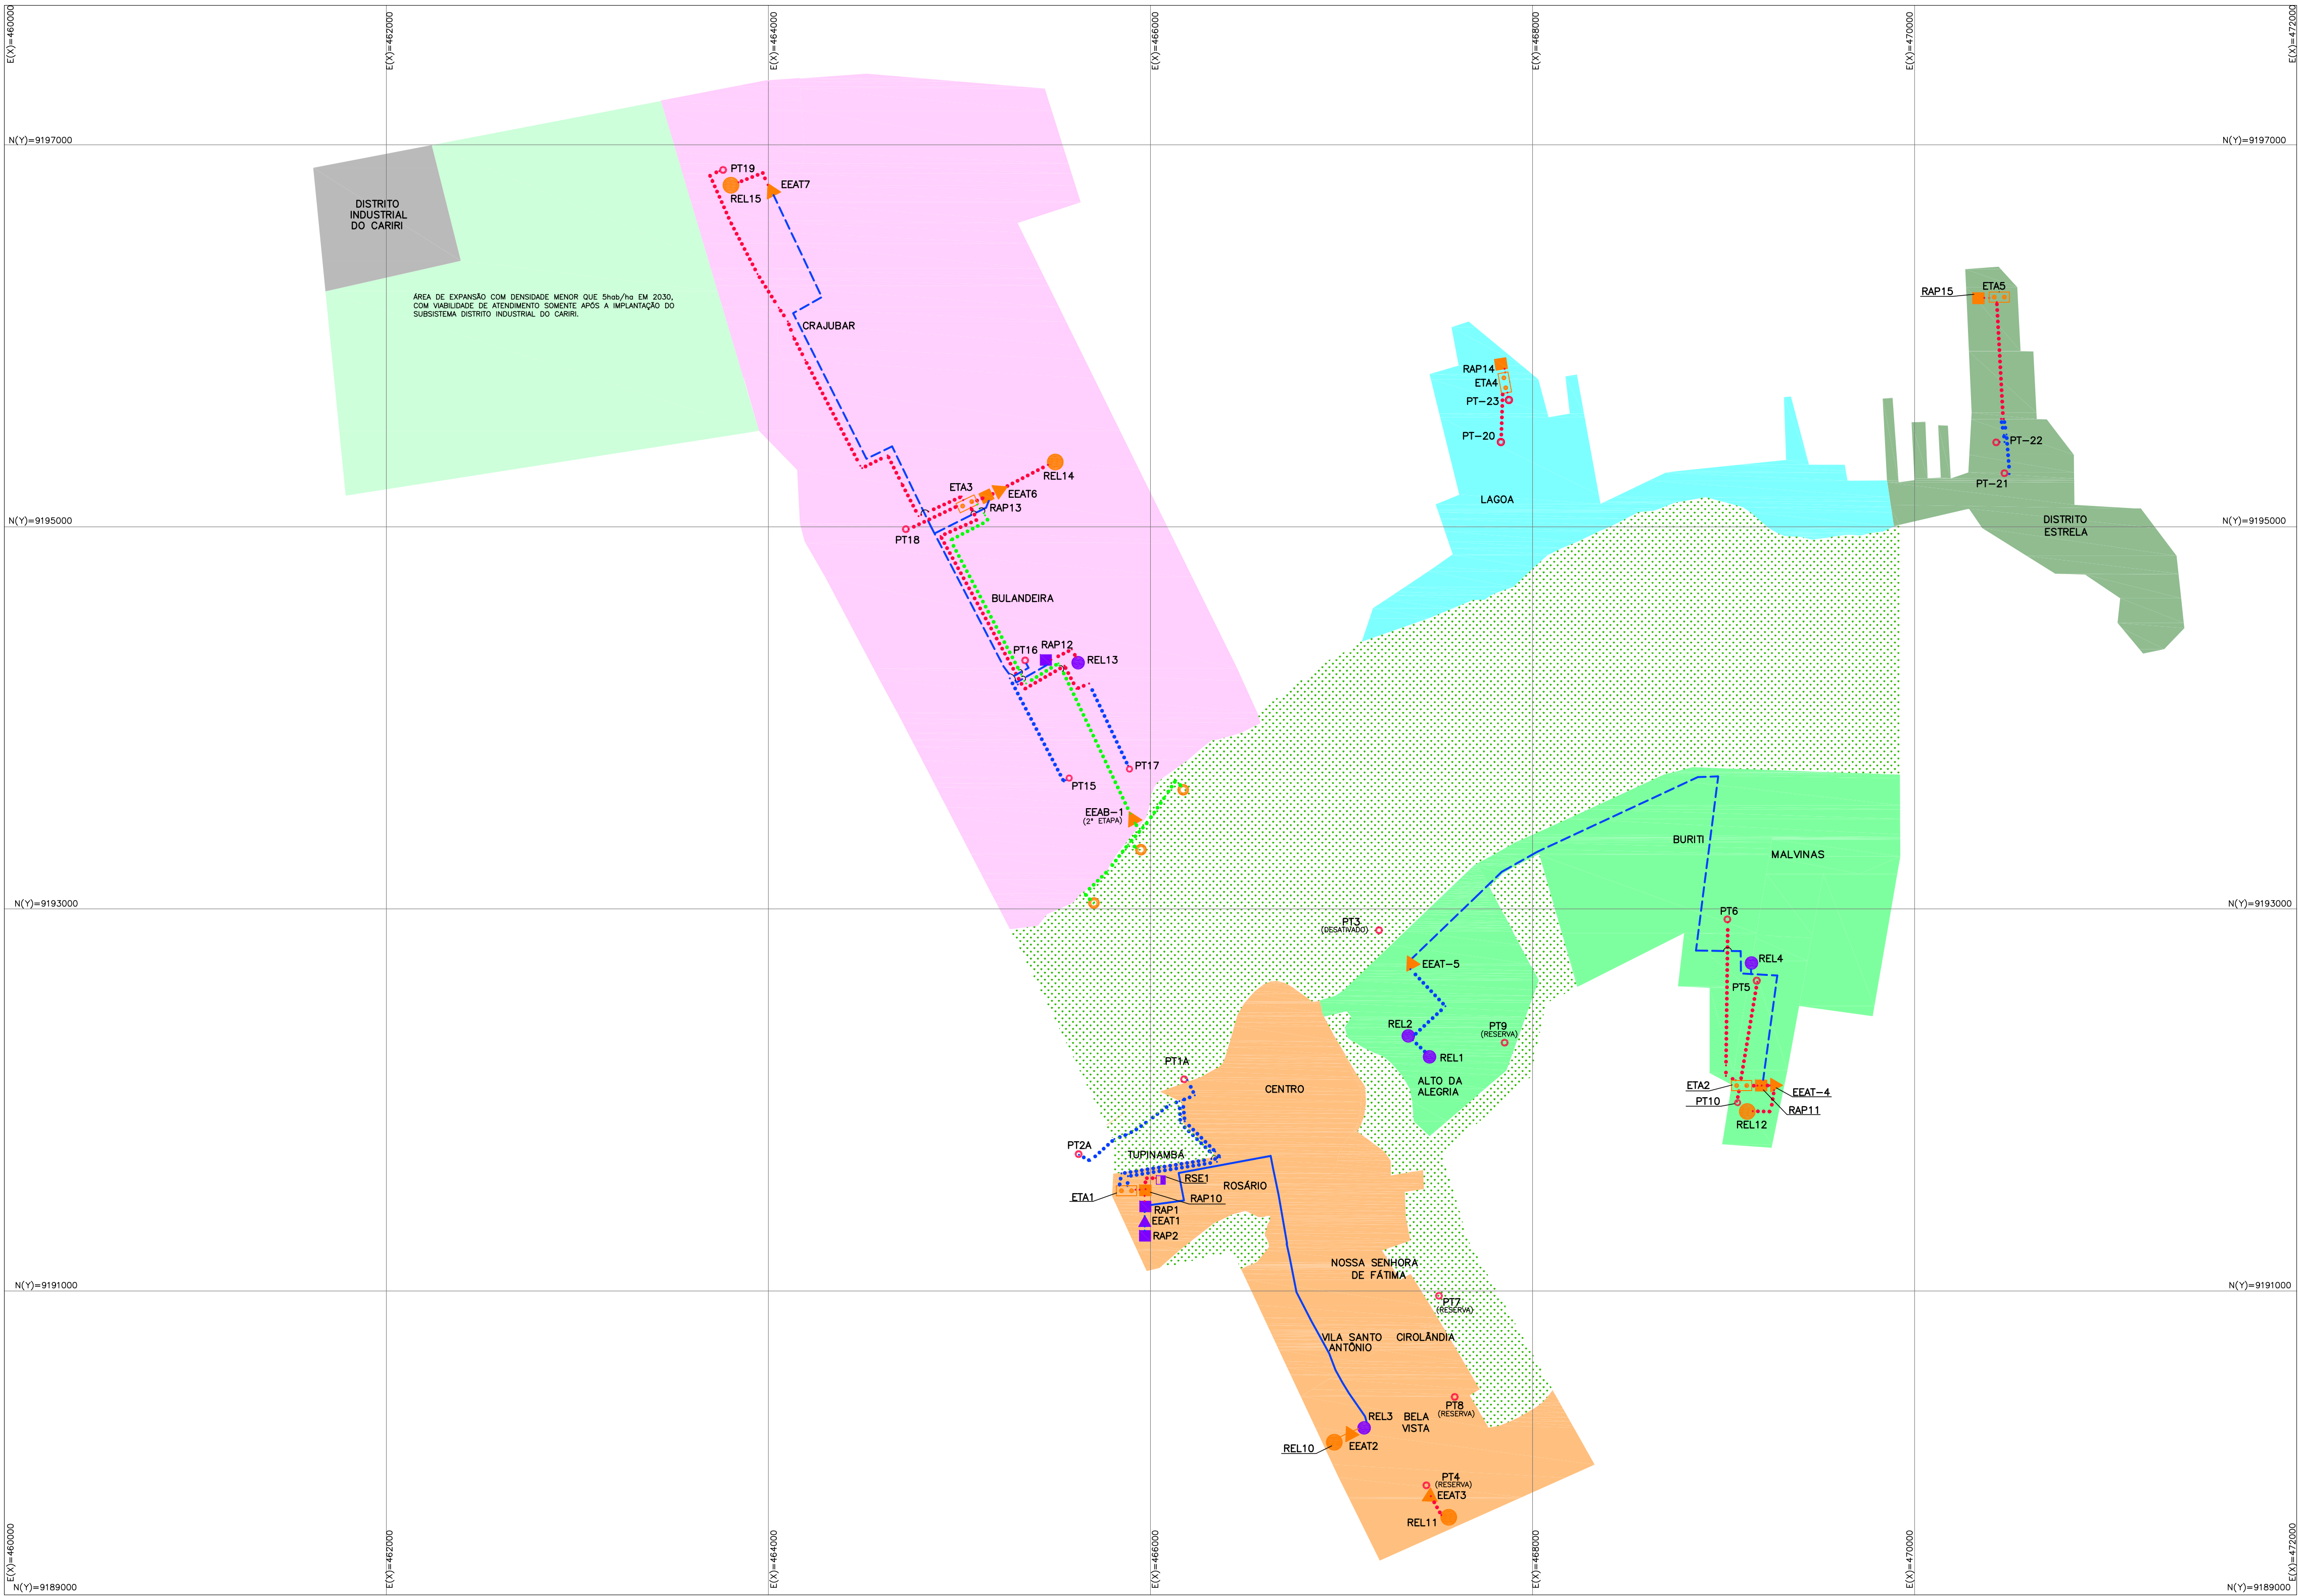 E(X)=460000
E(X)=462000
E(X)=464000
E(X)=466000
E(X)=468000
E(X)=470000
E(X)=472000
N(Y)=9197000
N(Y)=9197000
PT19
REL15
EEAT7
DISTRITO
INDUSTRIAL
DO CARIRI
ÁREA DE EXPANSÃO COM DENSIDADE MENOR QUE 5hab/ha EM 2030,
COM VIABILIDADE DE ATENDIMENTO SOMENTE APÓS A IMPLANTAÇÃO DO
SUBSISTEMA DISTRITO INDUSTRIAL DO CARIRI.
CRAJUBAR
RAP15
ETA5
RAP14
ETA4
PT-23
PT-20
PT-22
PT-21
REL14
ETA3
EEAT6
RAP13
PT18
LAGOA
N(Y)=9195000
N(Y)=9195000
DISTRITO
ESTRELA
BULANDEIRA
PT16
RAP12
REL13
PT17
PT15
EEAB-1
(2ª ETAPA)
BURITI
MALVINAS
N(Y)=9193000
N(Y)=9193000
PT3
(DESATIVADO)
PT6
EEAT-5
REL4
PT5
REL2
REL1
PT9
(RESERVA)
PT1A
CENTRO
ALTO DA
ALEGRIA
ETA2
PT10
EEAT-4
RAP11
REL12
PT2A
TUPINAMBÁ
RSE1
ROSÁRIO
ETA1
RAP10
RAP1
EEAT1
RAP2
NOSSA SENHORA
DE FÁTIMA
N(Y)=9191000
N(Y)=9191000
PT7
(RESERVA)
VILA SANTO
ANTÔNIO
CIROLÂNDIA
PT8
(RESERVA)
REL3
BELA
VISTA
REL10
EEAT2
PT4
(RESERVA)
EEAT3
REL11
E(X)=460000
E(X)=462000
E(X)=464000
E(X)=466000
E(X)=468000
E(X)=470000
E(X)=472000
N(Y)=9189000
N(Y)=9189000